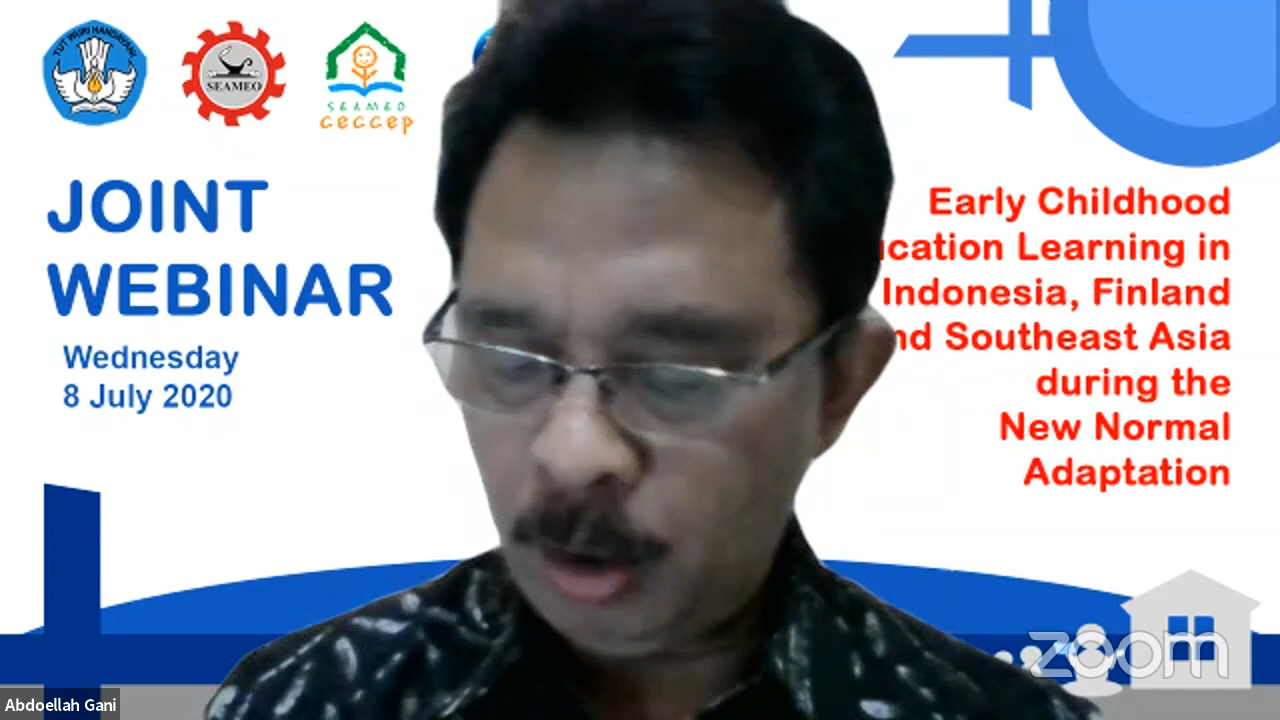 TUT WURI HANDAYANI
SEAMEO
SEAMEO
ceccep
JOINT
WEBINAR
Wednesday
8 July 2020
Early Childhood
ucation Learning in
Indonesia, Finland
nd Southeast Asia
during the
New Normal
Adaptation
zoom
Abdoellah Gani